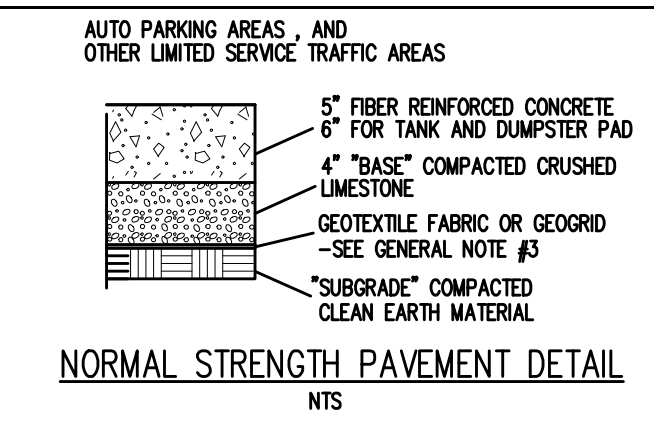 AUTO PARKING AREAS , AND
OTHER LIMITED SERVICE TRAFFIC AREAS
5" FIBER REINFORCED CONCRETE
6" FOR TANK AND DUMPSTER PAD
4" "BASE" COMPACTED CRUSHED
LIMESTONE
GEOTEXTILE FABRIC OR GEOGRID
-SEE GENERAL NOTE #3
"SUBGRADE" COMPACTED
CLEAN EARTH MATERIAL
NORMAL STRENGTH PAVEMENT DETAIL
NTS